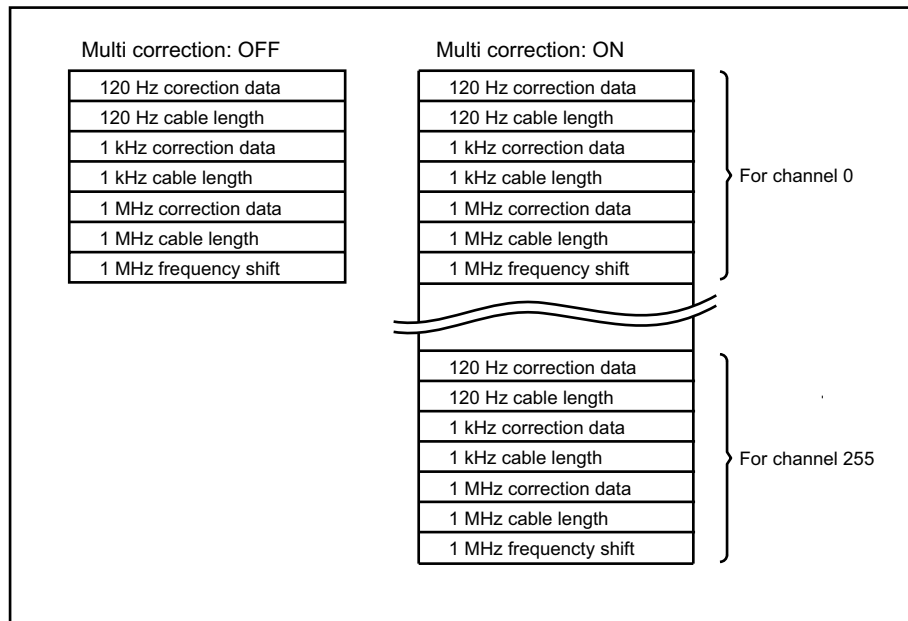 Multi correction: OFF
120 Hz corection data
120 Hz cable length
1 kHz correction data
1 kHz cable length
1 MHz correction data
1 MHz cable length
1 MHz frequency shift
Multi correction: ON
120 Hz correction data
120 Hz cable length
1 kHz correction data
1 kHz cable length
1 MHz correction data
1 MHz cable length
1 MHz frequency shift
For channel 0
120 Hz correction data
120 Hz cable length
1 kHz correction data
1 kHz cable length
1 MHz correction data
1 MHz cable length
1 MHz frequencty shift
For channel 255